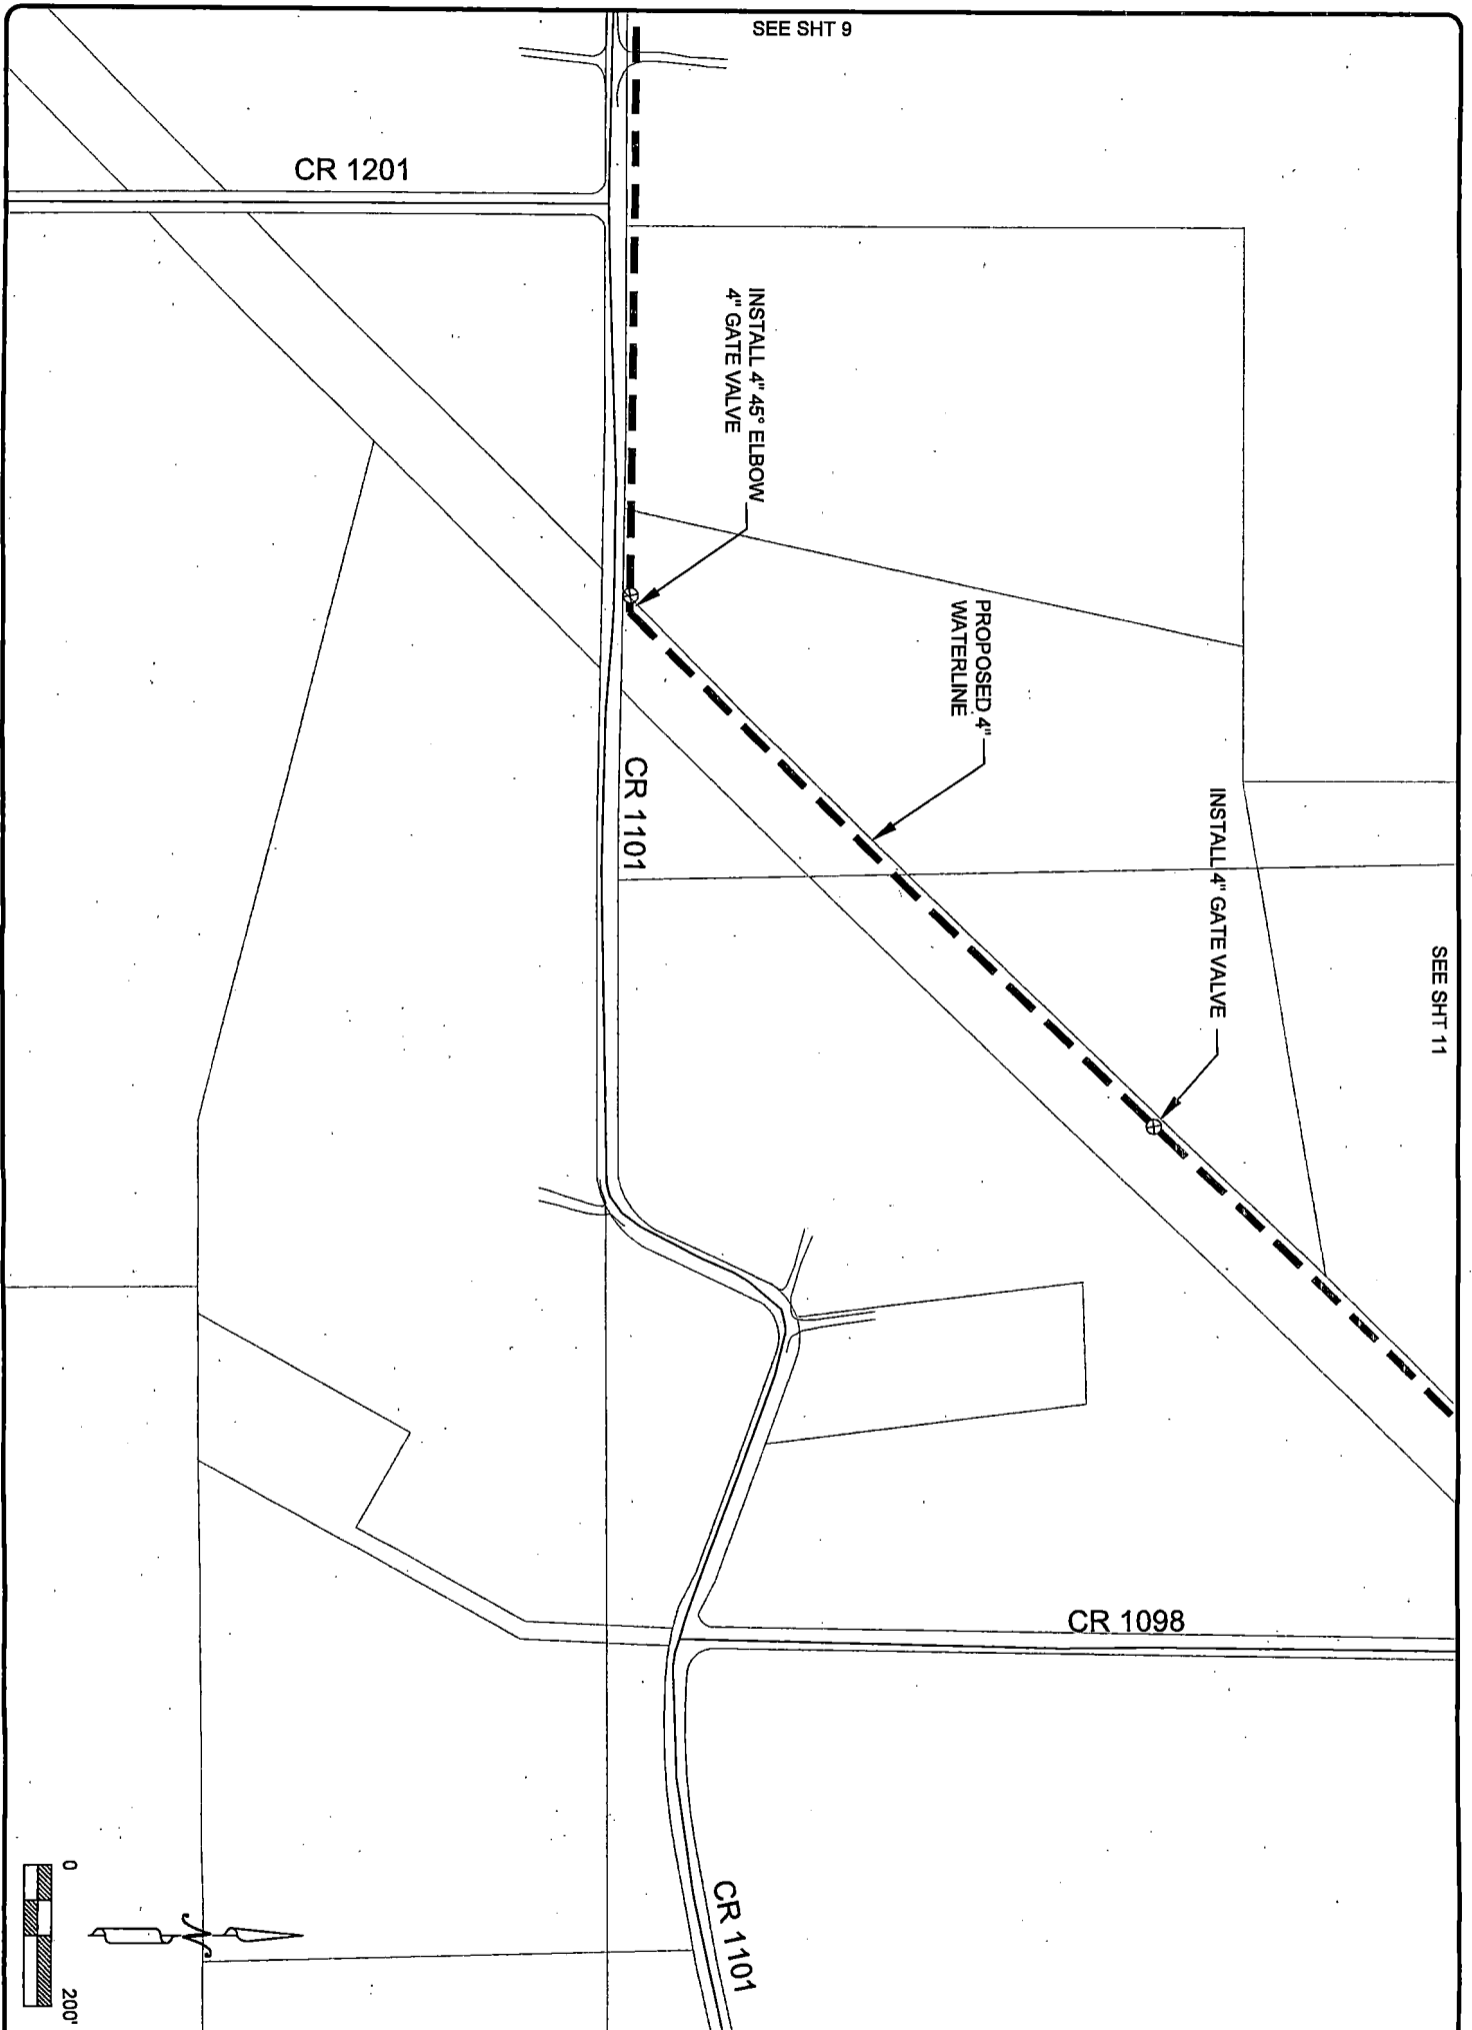 SEE SHT 9
CR 1201
INSTALL 4" 45° ELBOW
4" GATE VALVE
PROPOSED 4"
WATERLINE
INSTALL 4" GATE VALVE
SEE SHT 11
CR 1101
CR 1098
CR 1101
N
0
200'